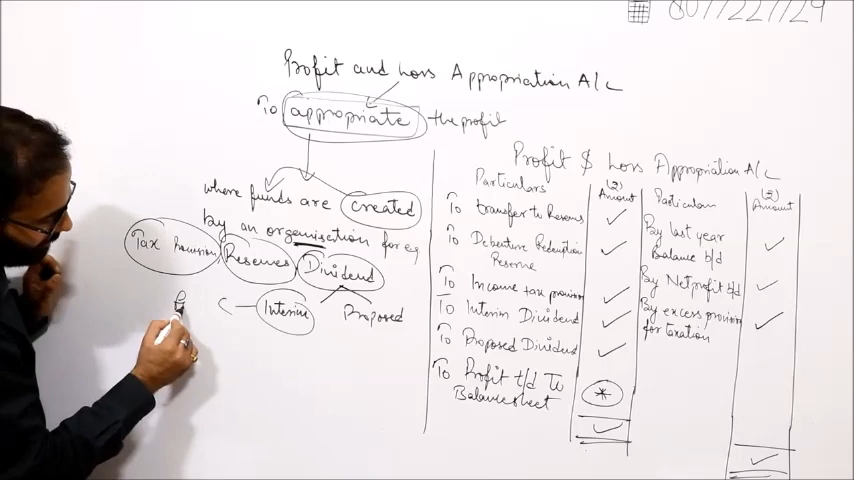 8077227729
Profit and Loss Appropriation A/c
To appropriate the profit
where funds are created
by an organisation for eg
Tax Provision Reserves Dividend
C Interim Proposed
Profit $ Loss Appropriation A/c
Particulars (₹) Amount Particulars (₹) Amount
To transfer to Reserves ✓
To Debenture Redemption Reserve ✓
To Income tax provision ✓
To Interim Dividend ✓
To Proposed Dividend ✓
To Profit t/d To
Balancesheet *
✓
By last year
Balance b/d ✓
By Net profit b/d ✓
By excess provision
for taxation ✓
✓